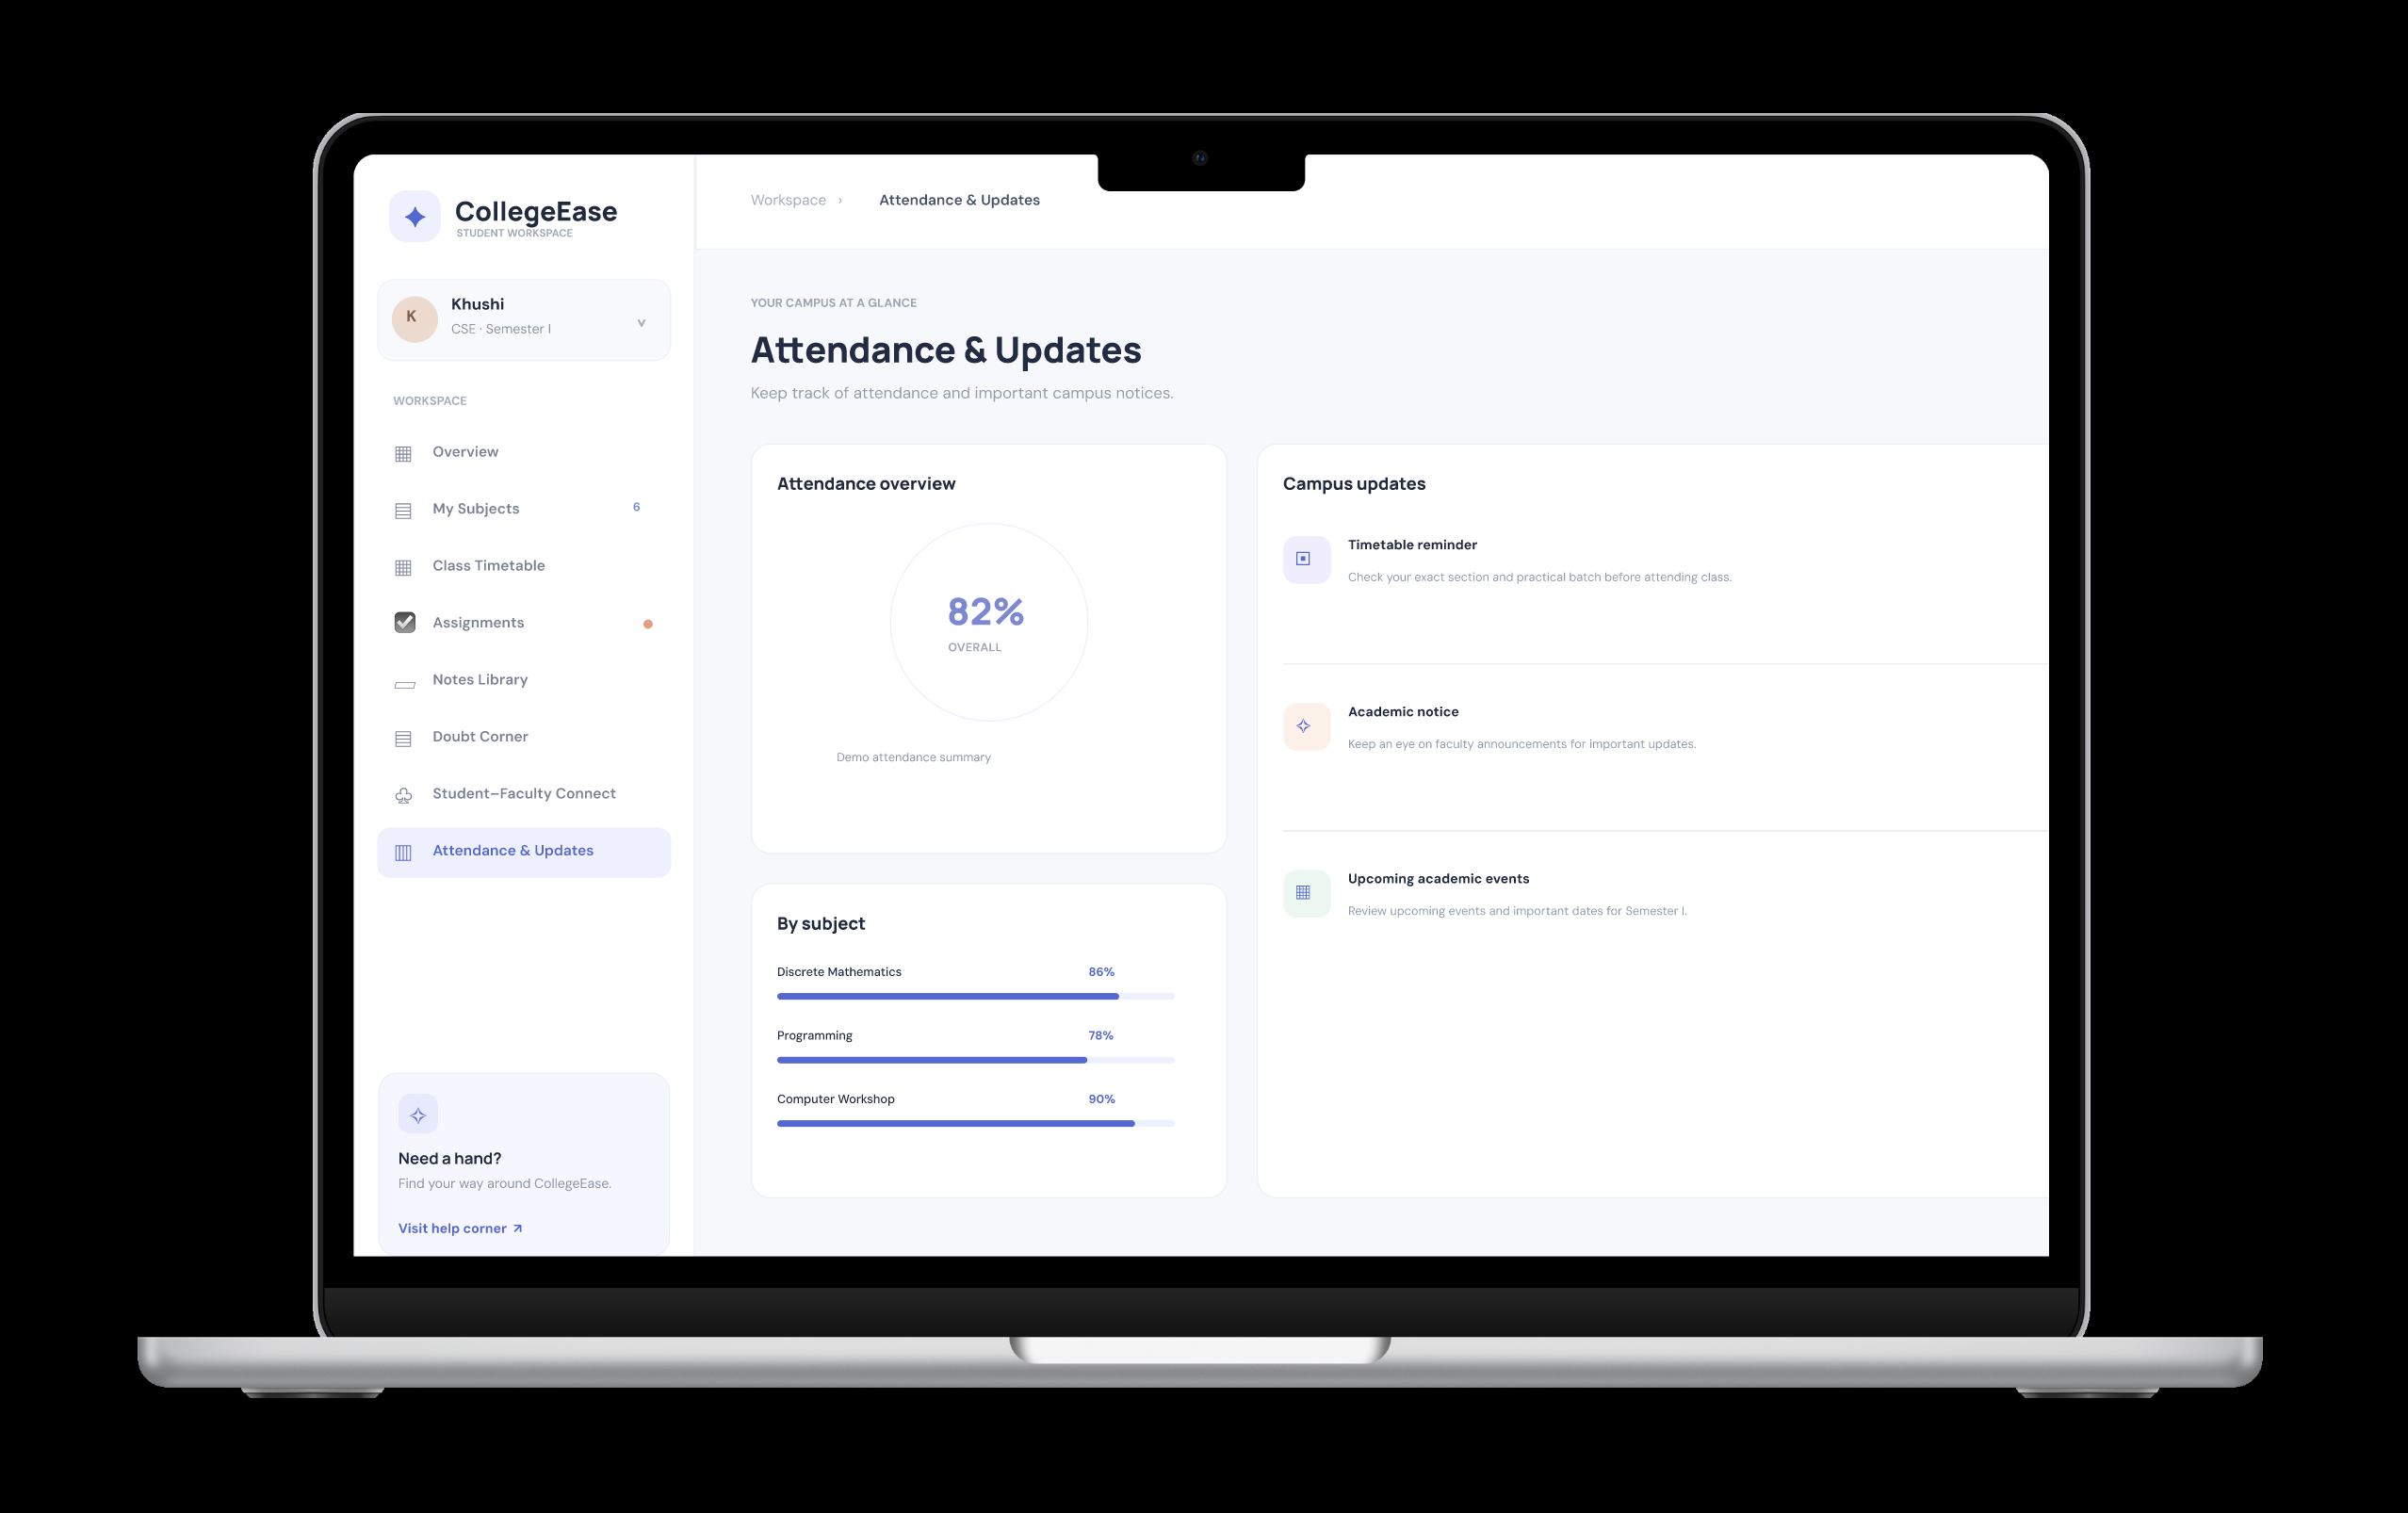 CollegeEase
STUDENT WORKSPACE
K
Khushi
CSE · Semester I
WORKSPACE
Overview
My Subjects 6
Class Timetable
Assignments
Notes Library
Doubt Corner
Student–Faculty Connect
Attendance & Updates
Need a hand?
Find your way around CollegeEase.
Visit help corner ↗
Workspace › Attendance & Updates
YOUR CAMPUS AT A GLANCE
Attendance & Updates
Keep track of attendance and important campus notices.
Attendance overview
82%
OVERALL
Demo attendance summary
By subject
Discrete Mathematics 86%
Programming 78%
Computer Workshop 90%
Campus updates
Timetable reminder
Check your exact section and practical batch before attending class.
Academic notice
Keep an eye on faculty announcements for important updates.
Upcoming academic events
Review upcoming events and important dates for Semester I.